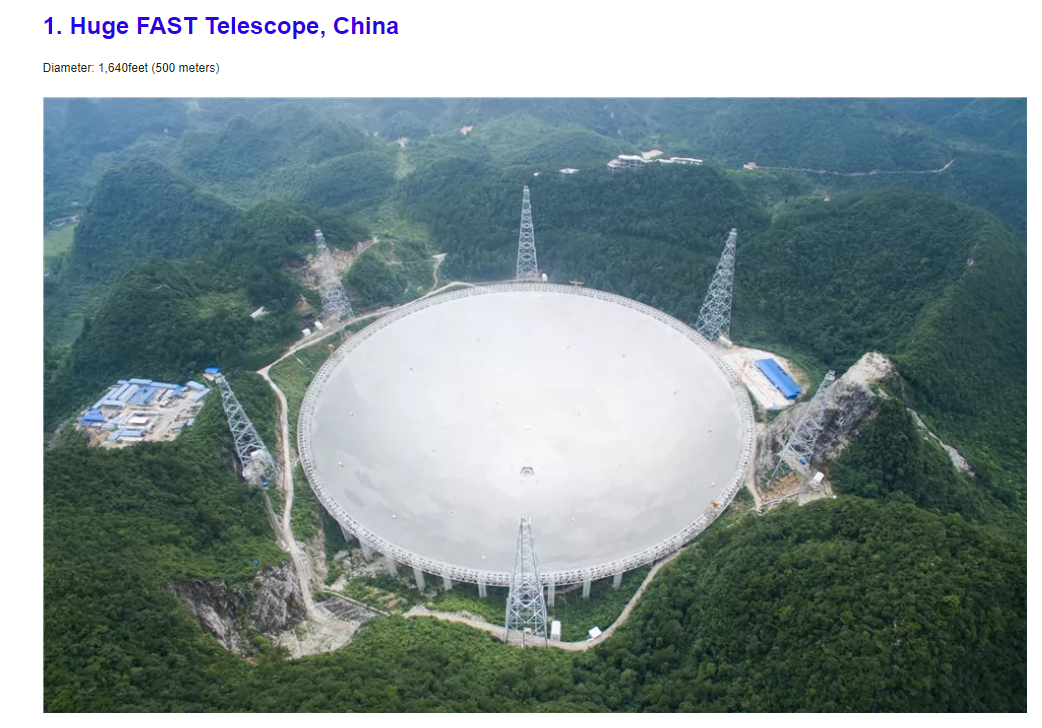 1. Huge FAST Telescope, China
Diameter: 1,640feet (500 meters)